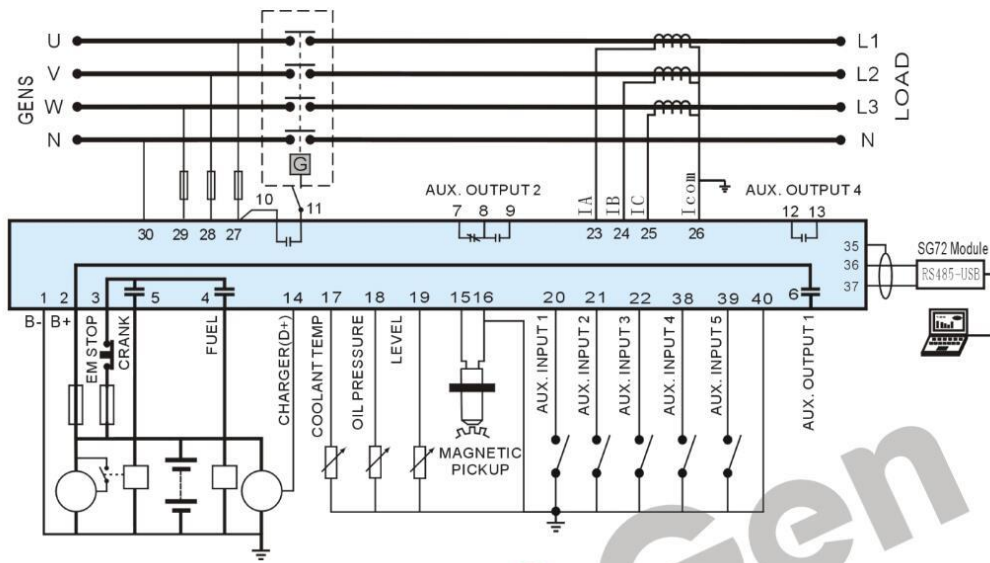 GENS
U
V
W
N
L1
L2
L3
N
LOAD
G
AUX. OUTPUT 2
AUX. OUTPUT 4
IA
IB
IC
Icom
10
11
7
8
9
12
13
30
29
28
27
23
24
25
26
35
36
37
SG72 Module
RS485-USB
1
2
3
5
4
14
17
18
19
15
16
20
21
22
38
39
40
6
B-
B+
EM STOP
CRANK
FUEL
CHARGER(D+)
COOLANT TEMP
OIL PRESSURE
LEVEL
MAGNETIC
PICKUP
AUX. INPUT 1
AUX. INPUT 2
AUX. INPUT 3
AUX. INPUT 4
AUX. INPUT 5
AUX. OUTPUT 1
Gen